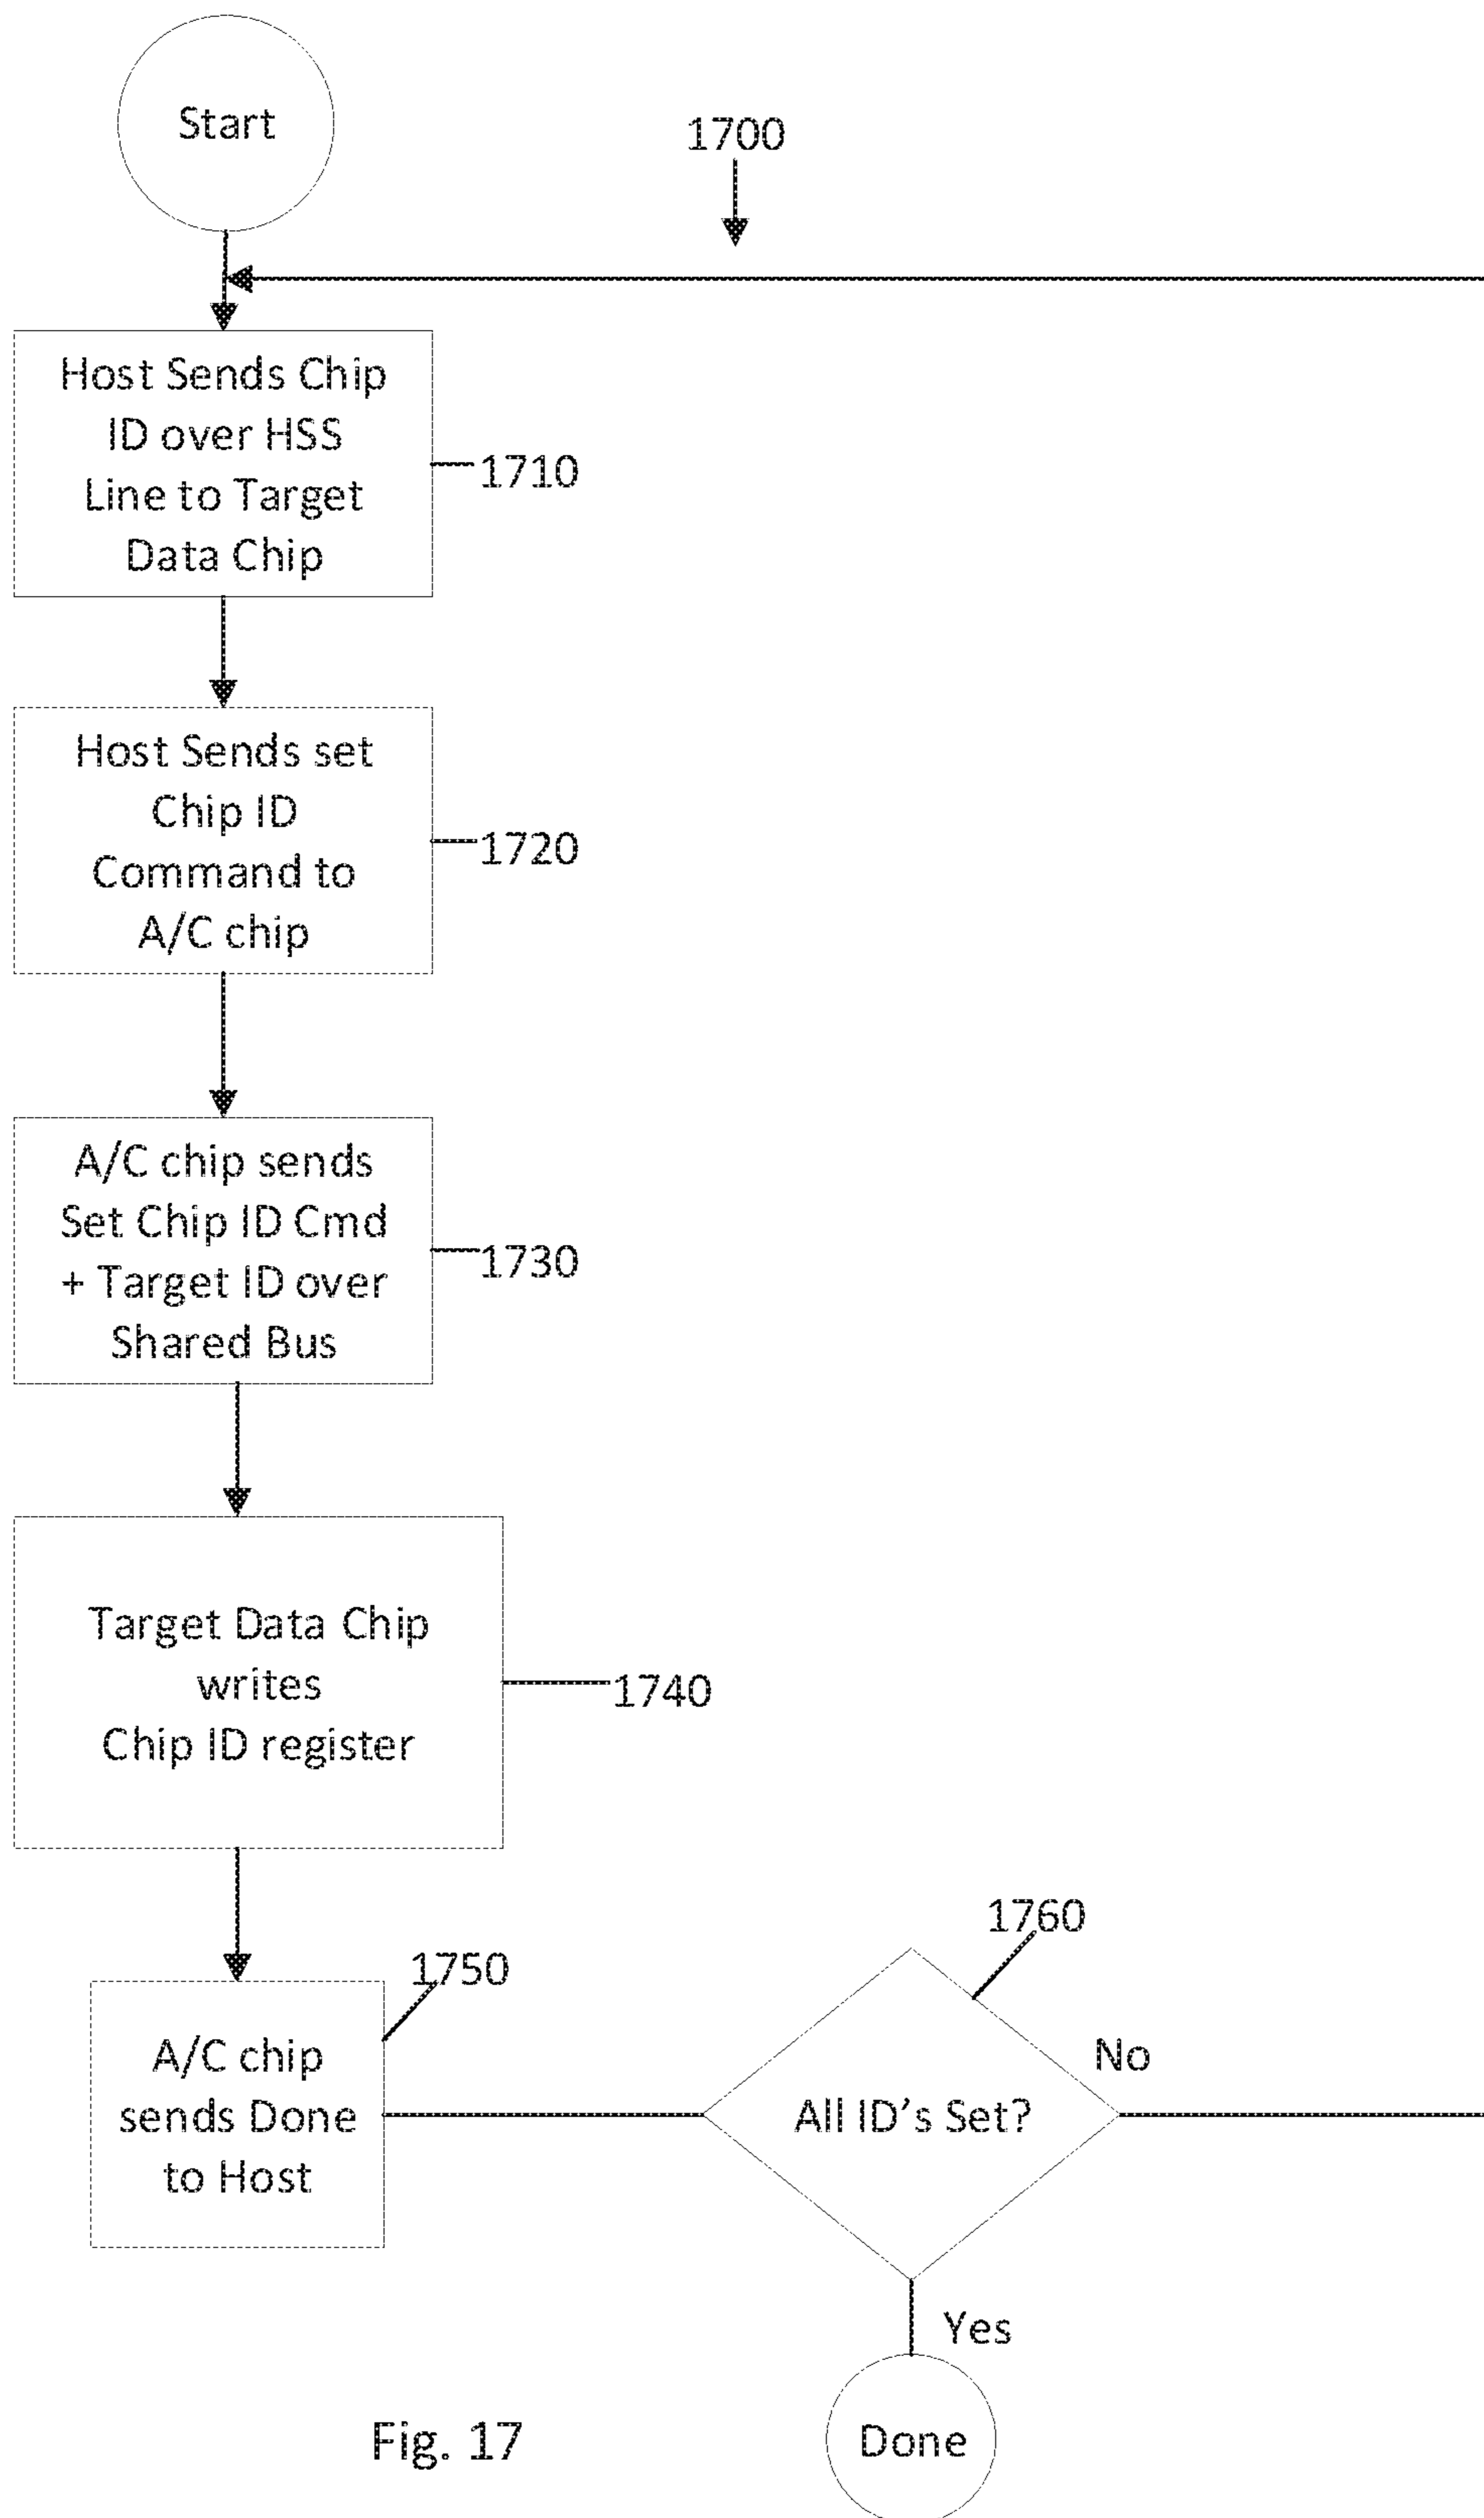 Start
1700
Host Sends Chip
ID over HSS
Line to Target
Data Chip
1710
Host Sends set
Chip ID
Command to
A/C chip
1720
A/C chip sends
Set Chip ID Cmd
+ Target ID over
Shared Bus
1730
Target Data Chip
writes
Chip ID register
1740
A/C chip
sends Done
to Host
1750
1760
All ID’s Set?
No
Yes
Done
Fig. 17